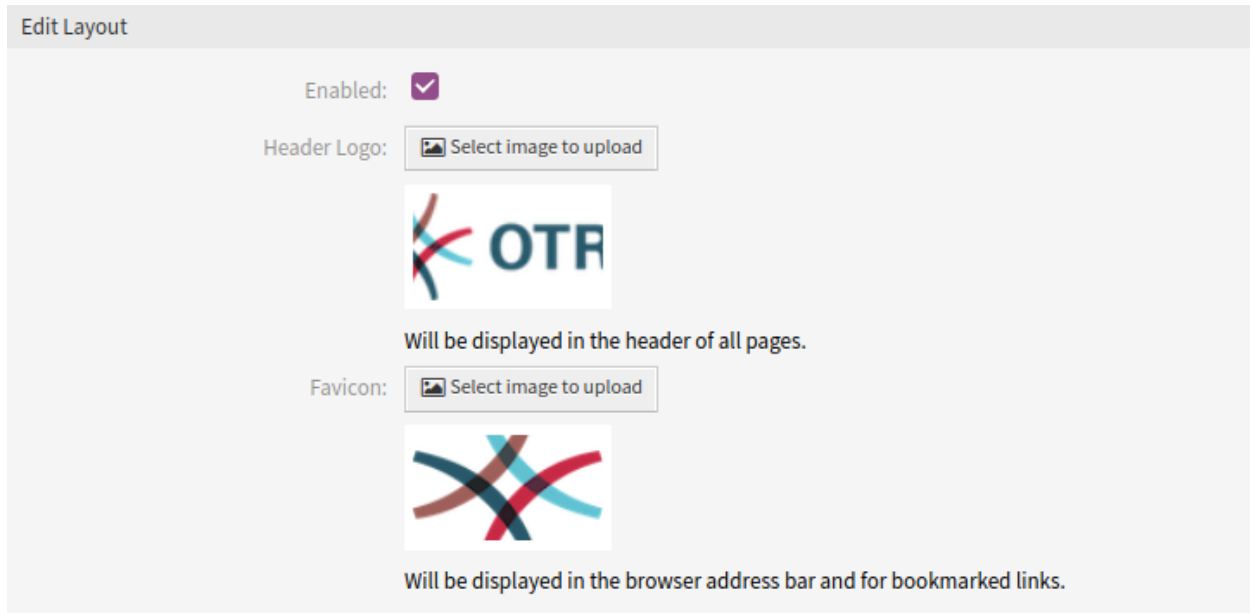 Edit Layout
Enabled:
Header Logo: Select image to upload
OTR
Will be displayed in the header of all pages.
Favicon: Select image to upload
Will be displayed in the browser address bar and for bookmarked links.